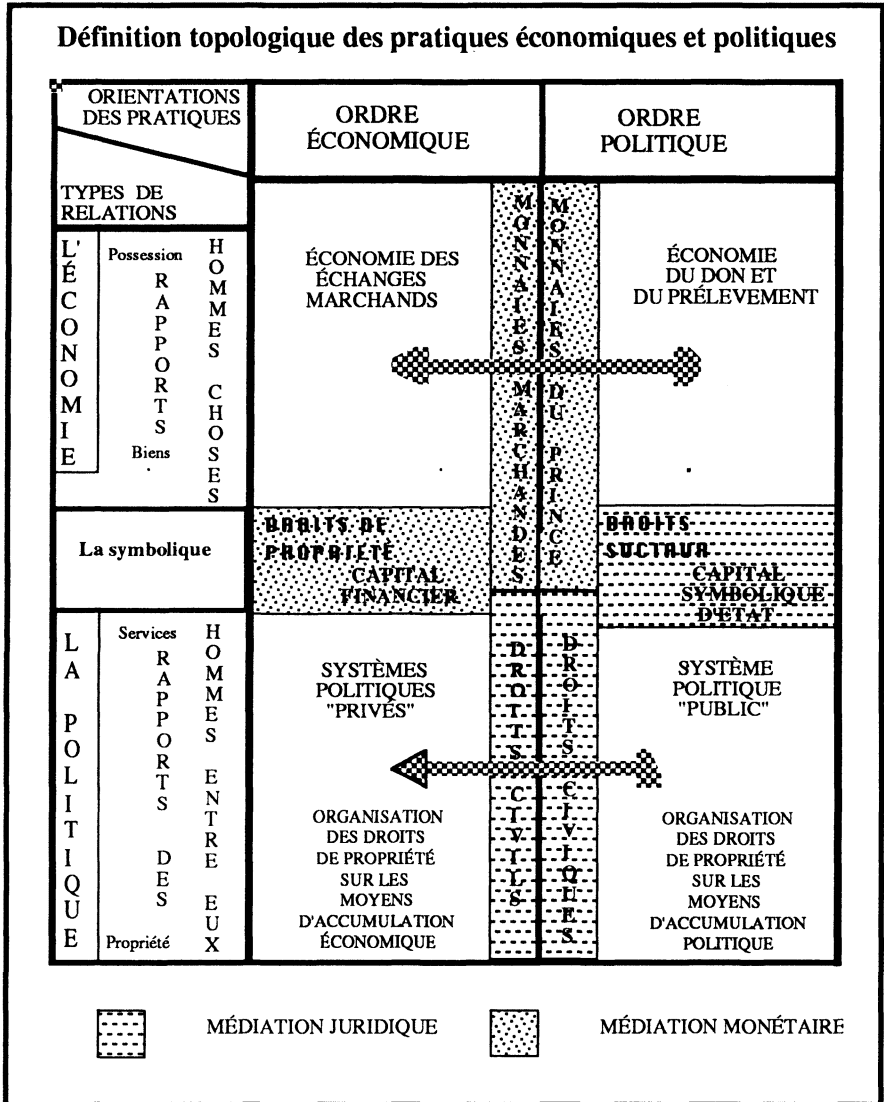 Définition topologique des pratiques économiques et politiques
ORIENTATIONS
DES PRATIQUES
TYPES DE
RELATIONS
ORDRE
ÉCONOMIQUE
ORDRE
POLITIQUE
L'ÉCONOMIE
Possession
RAPPORTS
Biens
HOMMES CHOSES
ÉCONOMIE DES
ÉCHANGES
MARCHANDS
MONNAIES MARCHANDES
MONNAIES DU PRINCE
ÉCONOMIE
DU DON ET
DU PRÉLEVEMENT
La symbolique
DROITS DE
PROPRIÉTÉ
CAPITAL
FINANCIER
DROITS
CAPITAL
SYMBOLIQUE
D'ETAT
LA POLITIQUE
Services
RAPPORTS DES
Propriété
HOMMES ENTRE EUX
SYSTÈMES
POLITIQUES
"PRIVÉS"
ORGANISATION
DES DROITS
DE PROPRIÉTÉ
SUR LES
MOYENS
D'ACCUMULATION
ÉCONOMIQUE
DROITS CIVILS
DROITS CIVIQUES
SYSTÈME
POLITIQUE
"PUBLIC"
ORGANISATION
DES DROITS
DE PROPRIÉTÉ
SUR LES
MOYENS
D'ACCUMULATION
POLITIQUE
MÉDIATION JURIDIQUE
MÉDIATION MONÉTAIRE